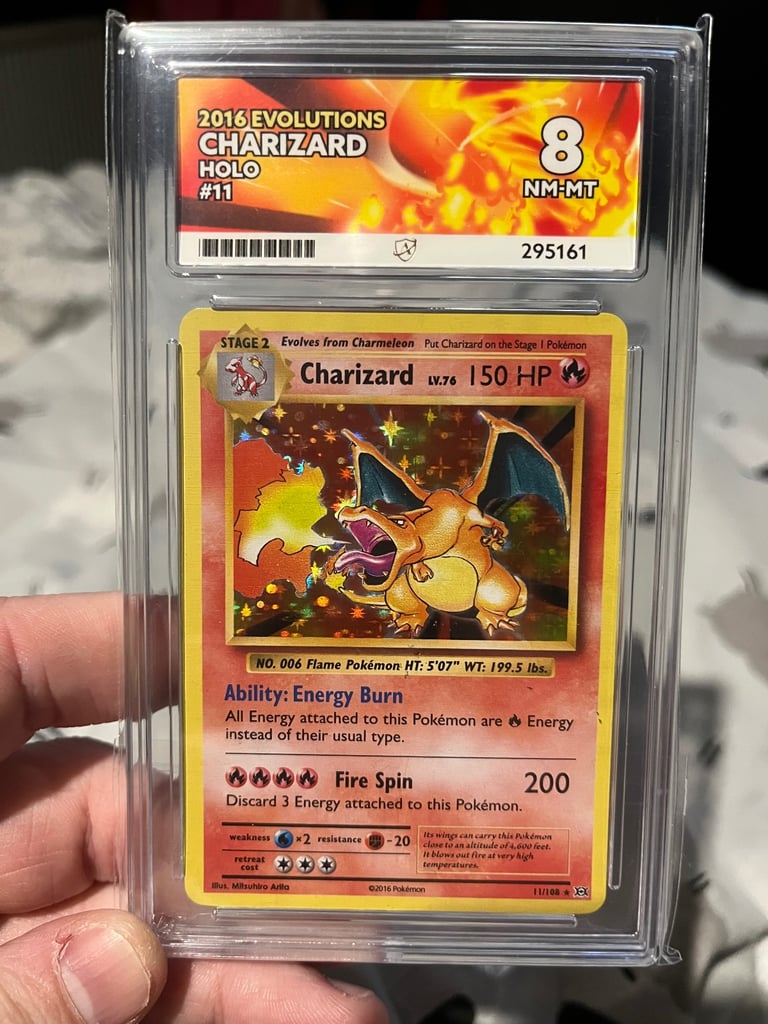 2016 EVOLUTIONS
CHARIZARD
HOLO
#11
8
NM-MT
295161
STAGE 2 Evolves from Charmeleon Put Charizard on the Stage 1 Pokémon
Charizard LV.76 150 HP
NO. 006 Flame Pokémon HT: 5'07" WT: 199.5 lbs.
Ability: Energy Burn
All Energy attached to this Pokémon are Energy
instead of their usual type.
Fire Spin 200
Discard 3 Energy attached to this Pokémon.
weakness ×2 resistance -20
retreat
cost
Its wings can carry this Pokémon
close to an altitude of 4,600 feet.
It blows out fire at very high
temperatures.
Illus. Mitsuhiro Arita ©2016 Pokémon 11/108 ★